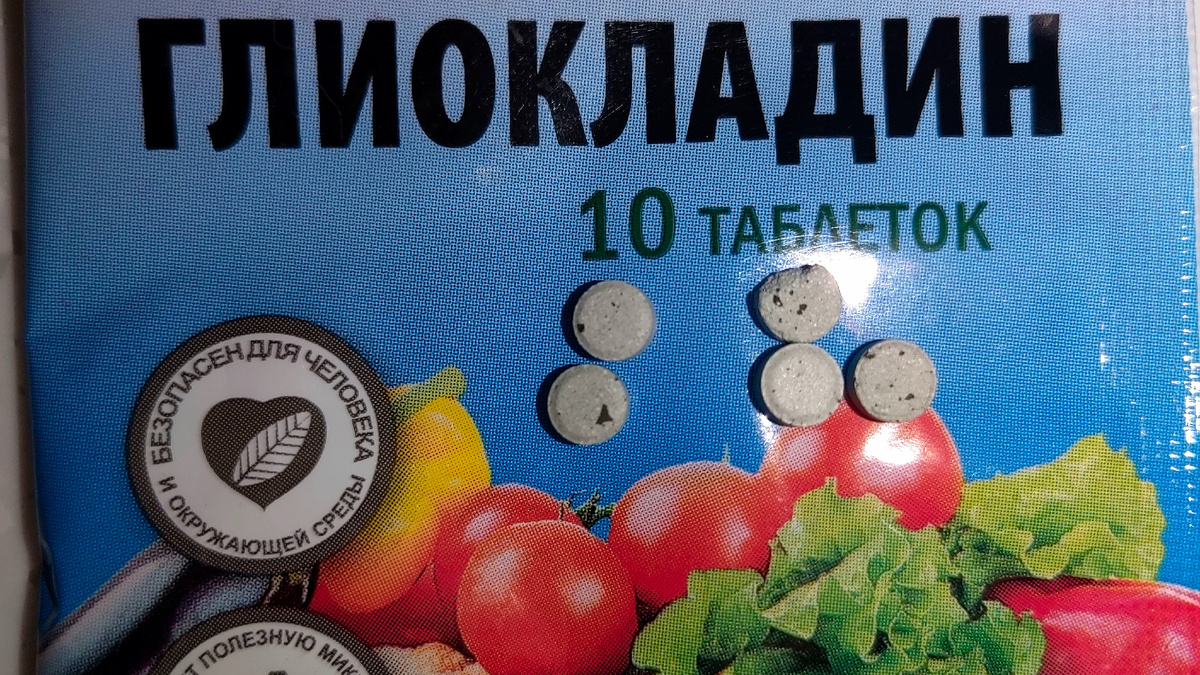 ГЛИОКЛАДИН
10 ТАБЛЕТОК
БЕЗОПАСЕН ДЛЯ ЧЕЛОВЕКА
И ОКРУЖАЮЩЕЙ СРЕДЫ
ПОЛЕЗНУЮ